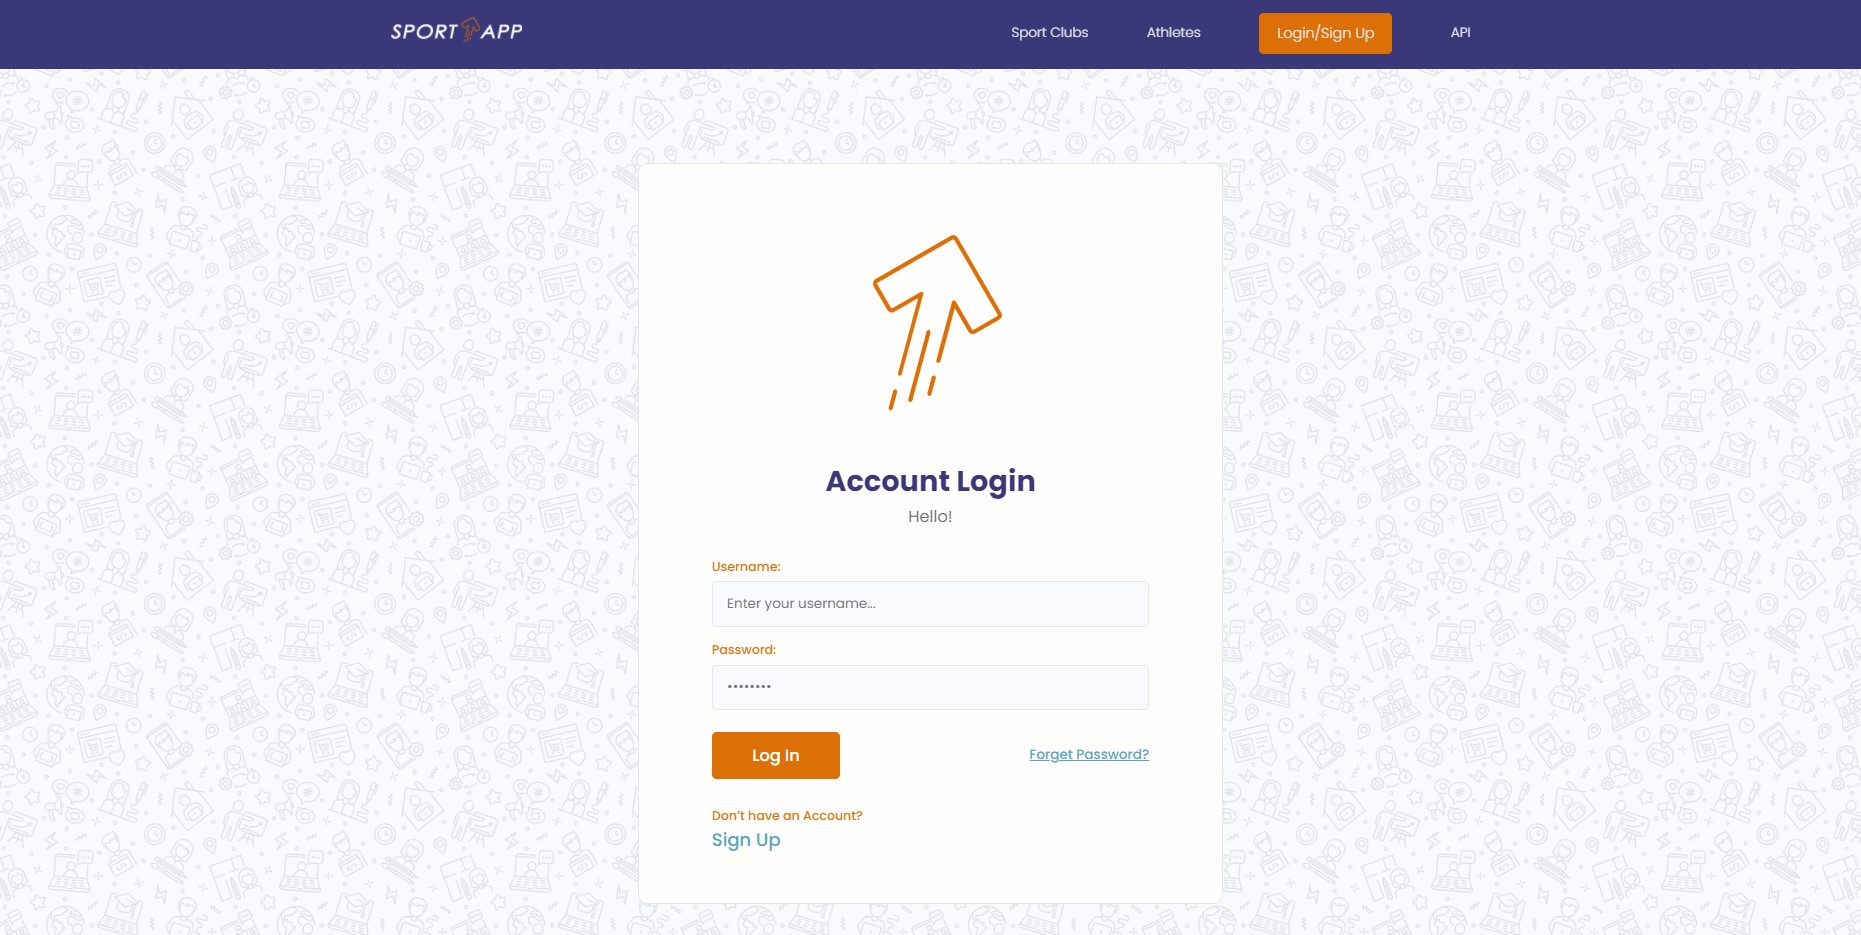 SPORT APP
Sport Clubs
Athletes
Login/Sign Up
API
Account Login
Hello!
Username:
Enter your username...
Password:
••••••••
Log In
Forget Password?
Don't have an Account?
Sign Up